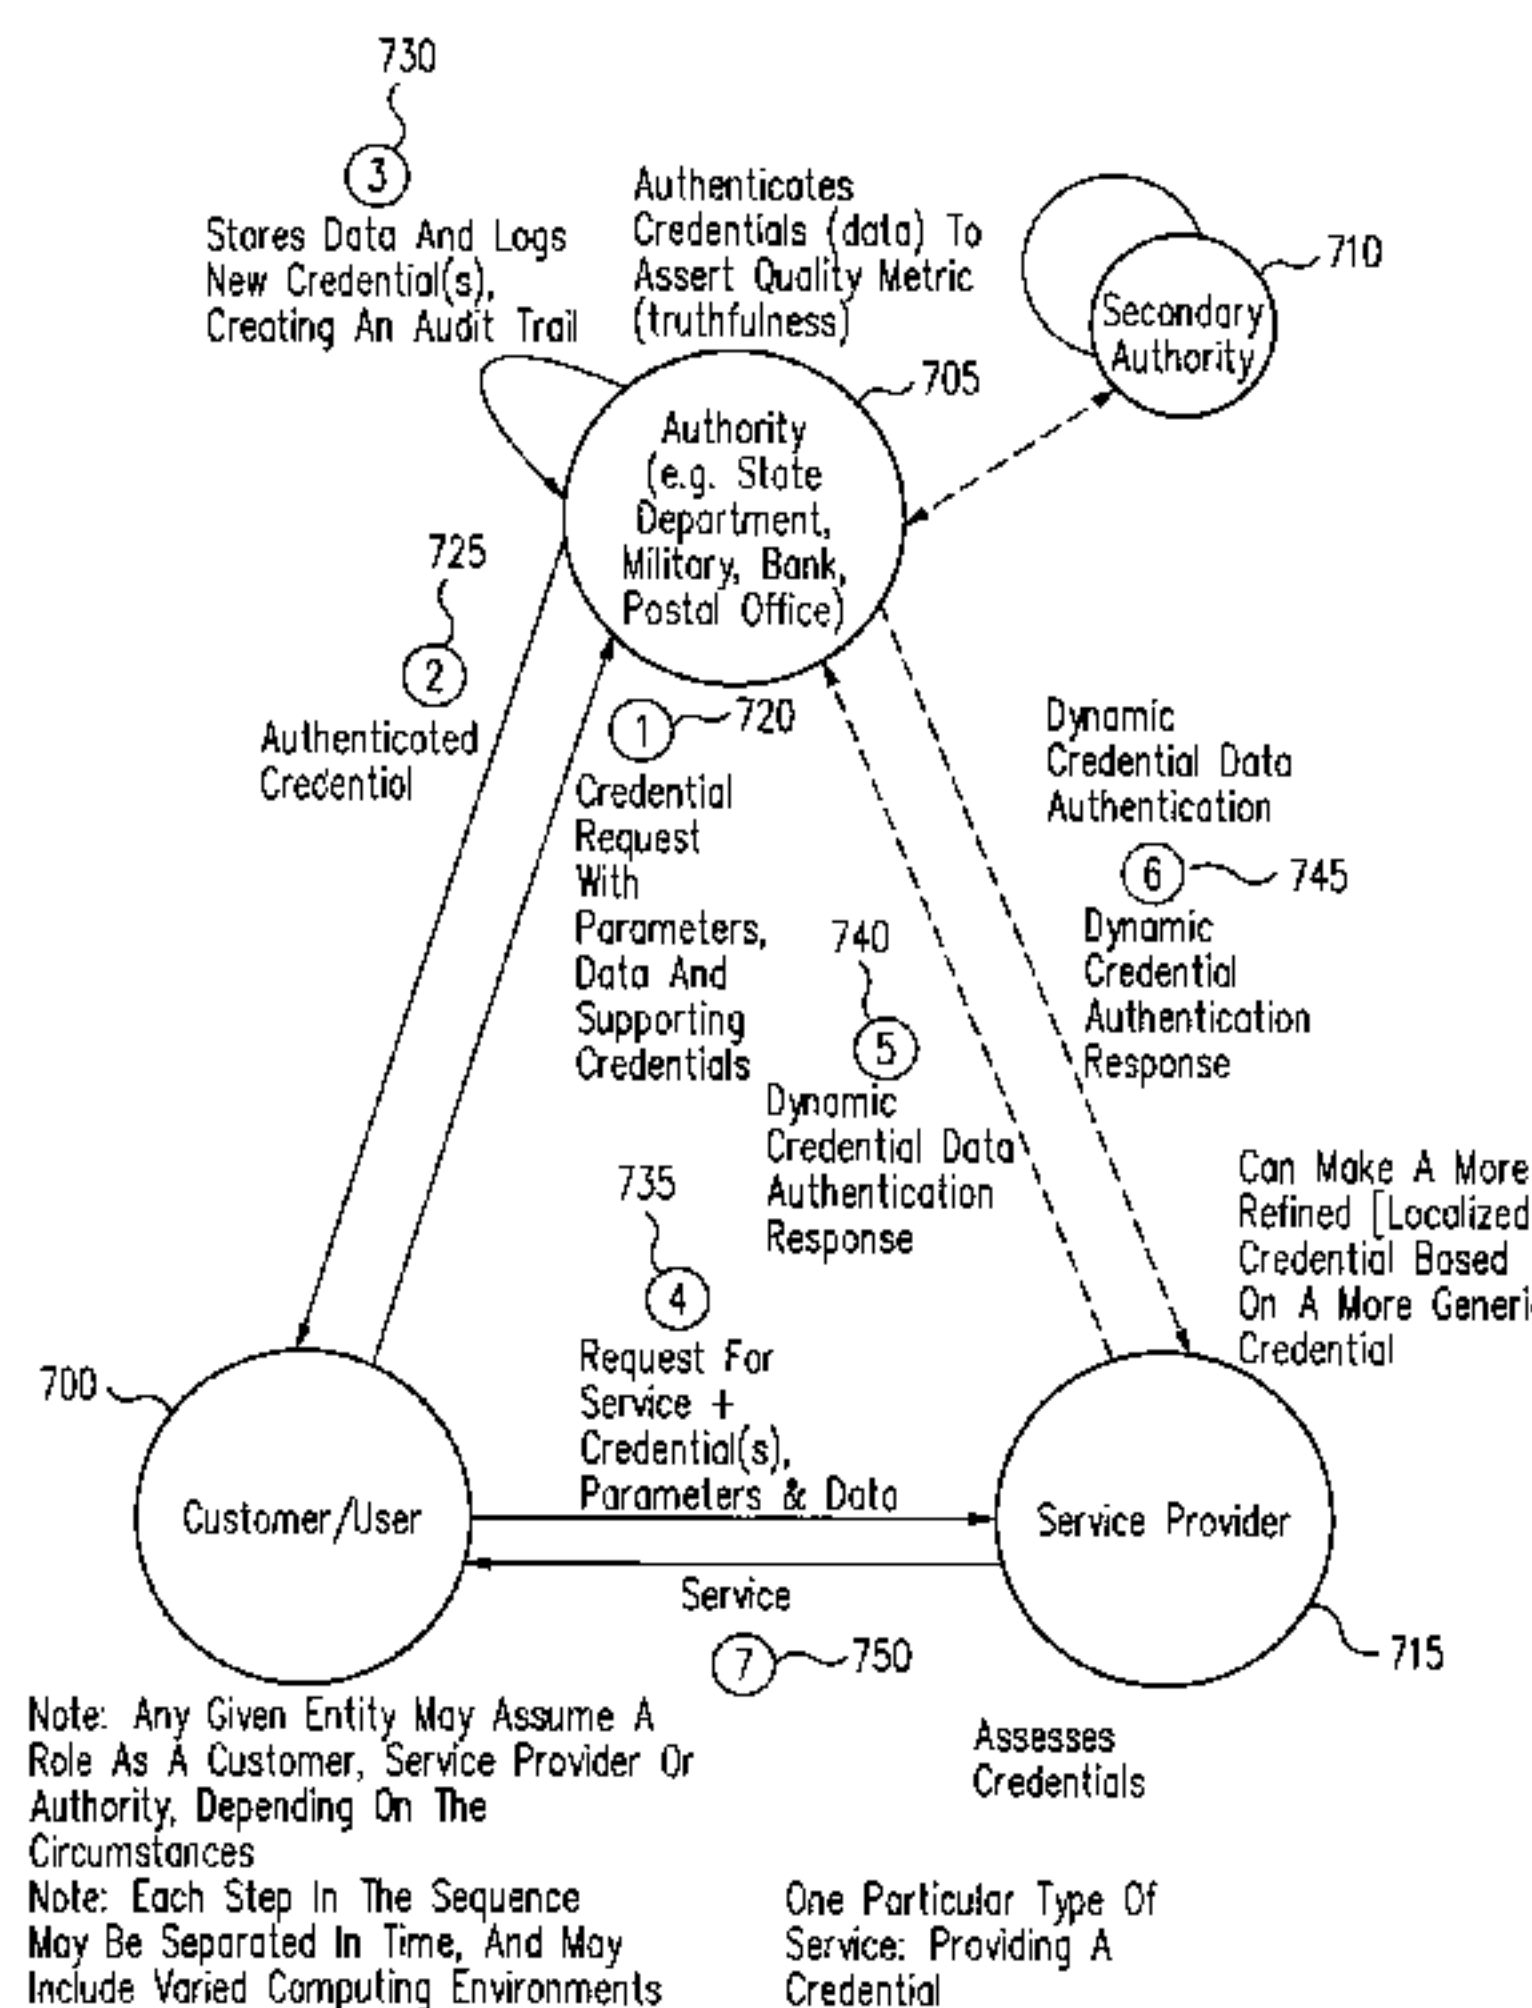 730
3
Stores Data And Logs
New Credential(s),
Creating An Audit Trail
Authenticates
Credentials (data) To
Assert Quality Metric
(truthfulness)
710
Secondary
Authority
705
Authority
(e.g. State
Department,
Military, Bank,
Postal Office)
725
2
Authenticated
Credential
1
720
Credential
Request
With
Parameters,
Data And
Supporting
Credentials
Dynamic
Credential Data
Authentication
6
745
Dynamic
Credential
Authentication
Response
740
5
Dynamic
Credential Data
Authentication
Response
Can Make A More
Refined [Localized
Credential Based
On A More Generi
Credential
735
4
Request For
Service +
Credential(s),
Parameters & Data
700
Customer/User
Service Provider
Service
7
750
715
Assesses
Credentials
Note: Any Given Entity May Assume A
Role As A Customer, Service Provider Or
Authority, Depending On The
Circumstances
Note: Each Step In The Sequence
May Be Separated In Time, And May
Include Varied Computing Environments
One Particular Type Of
Service: Providing A
Credential